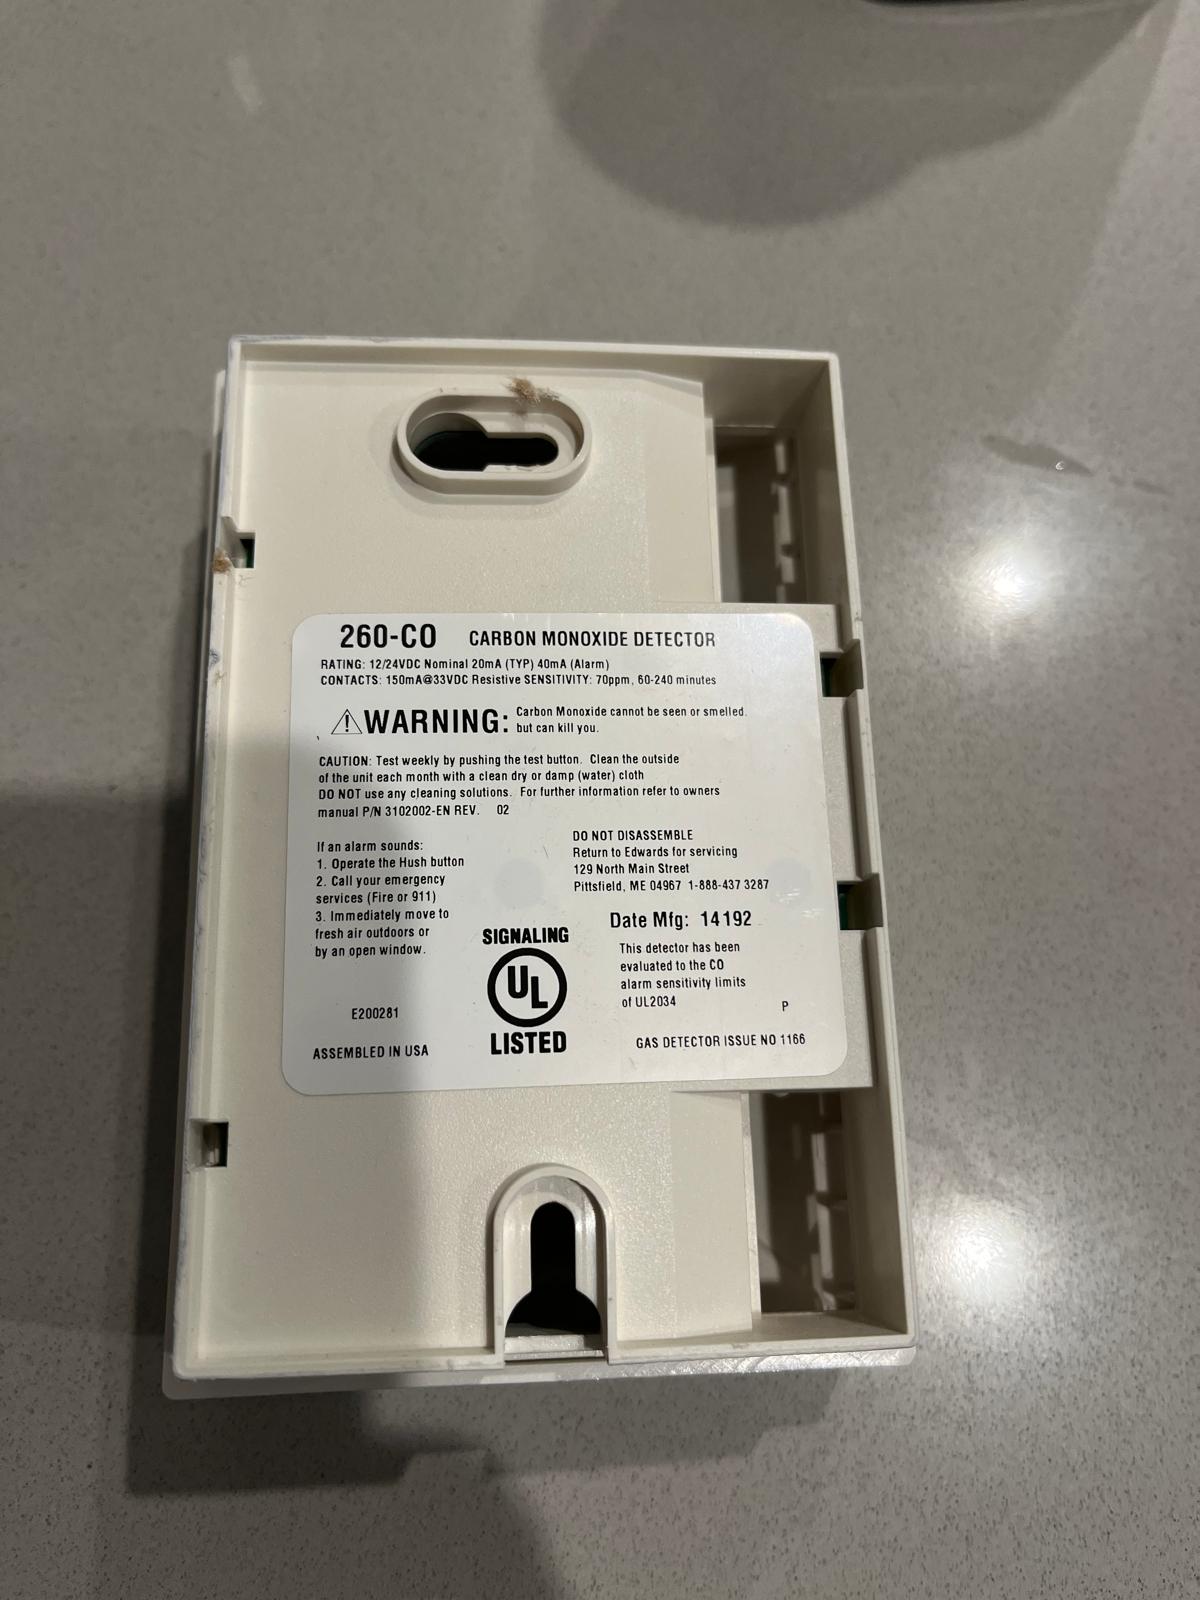 260-CO CARBON MONOXIDE DETECTOR
RATING: 12/24VDC Nominal 20mA (TYP) 40mA (Alarm)
CONTACTS: 150mA@33VDC Resistive SENSITIVITY: 70ppm, 60-240 minutes
WARNING: Carbon Monoxide cannot be seen or smelled.
but can kill you.
CAUTION: Test weekly by pushing the test button. Clean the outside
of the unit each month with a clean dry or damp (water) cloth
DO NOT use any cleaning solutions. For further information refer to owners
manual P/N 3102002-EN REV. 02
If an alarm sounds:
1. Operate the Hush button
2. Call your emergency
services (Fire or 911)
3. Immediately move to
fresh air outdoors or
by an open window.
DO NOT DISASSEMBLE
Return to Edwards for servicing
129 North Main Street
Pittsfield, ME 04967 1-888-437 3287
Date Mfg: 14192
This detector has been
evaluated to the CO
alarm sensitivity limits
of UL2034
P
SIGNALING
UL
LISTED
E200281
ASSEMBLED IN USA
GAS DETECTOR ISSUE NO 1166